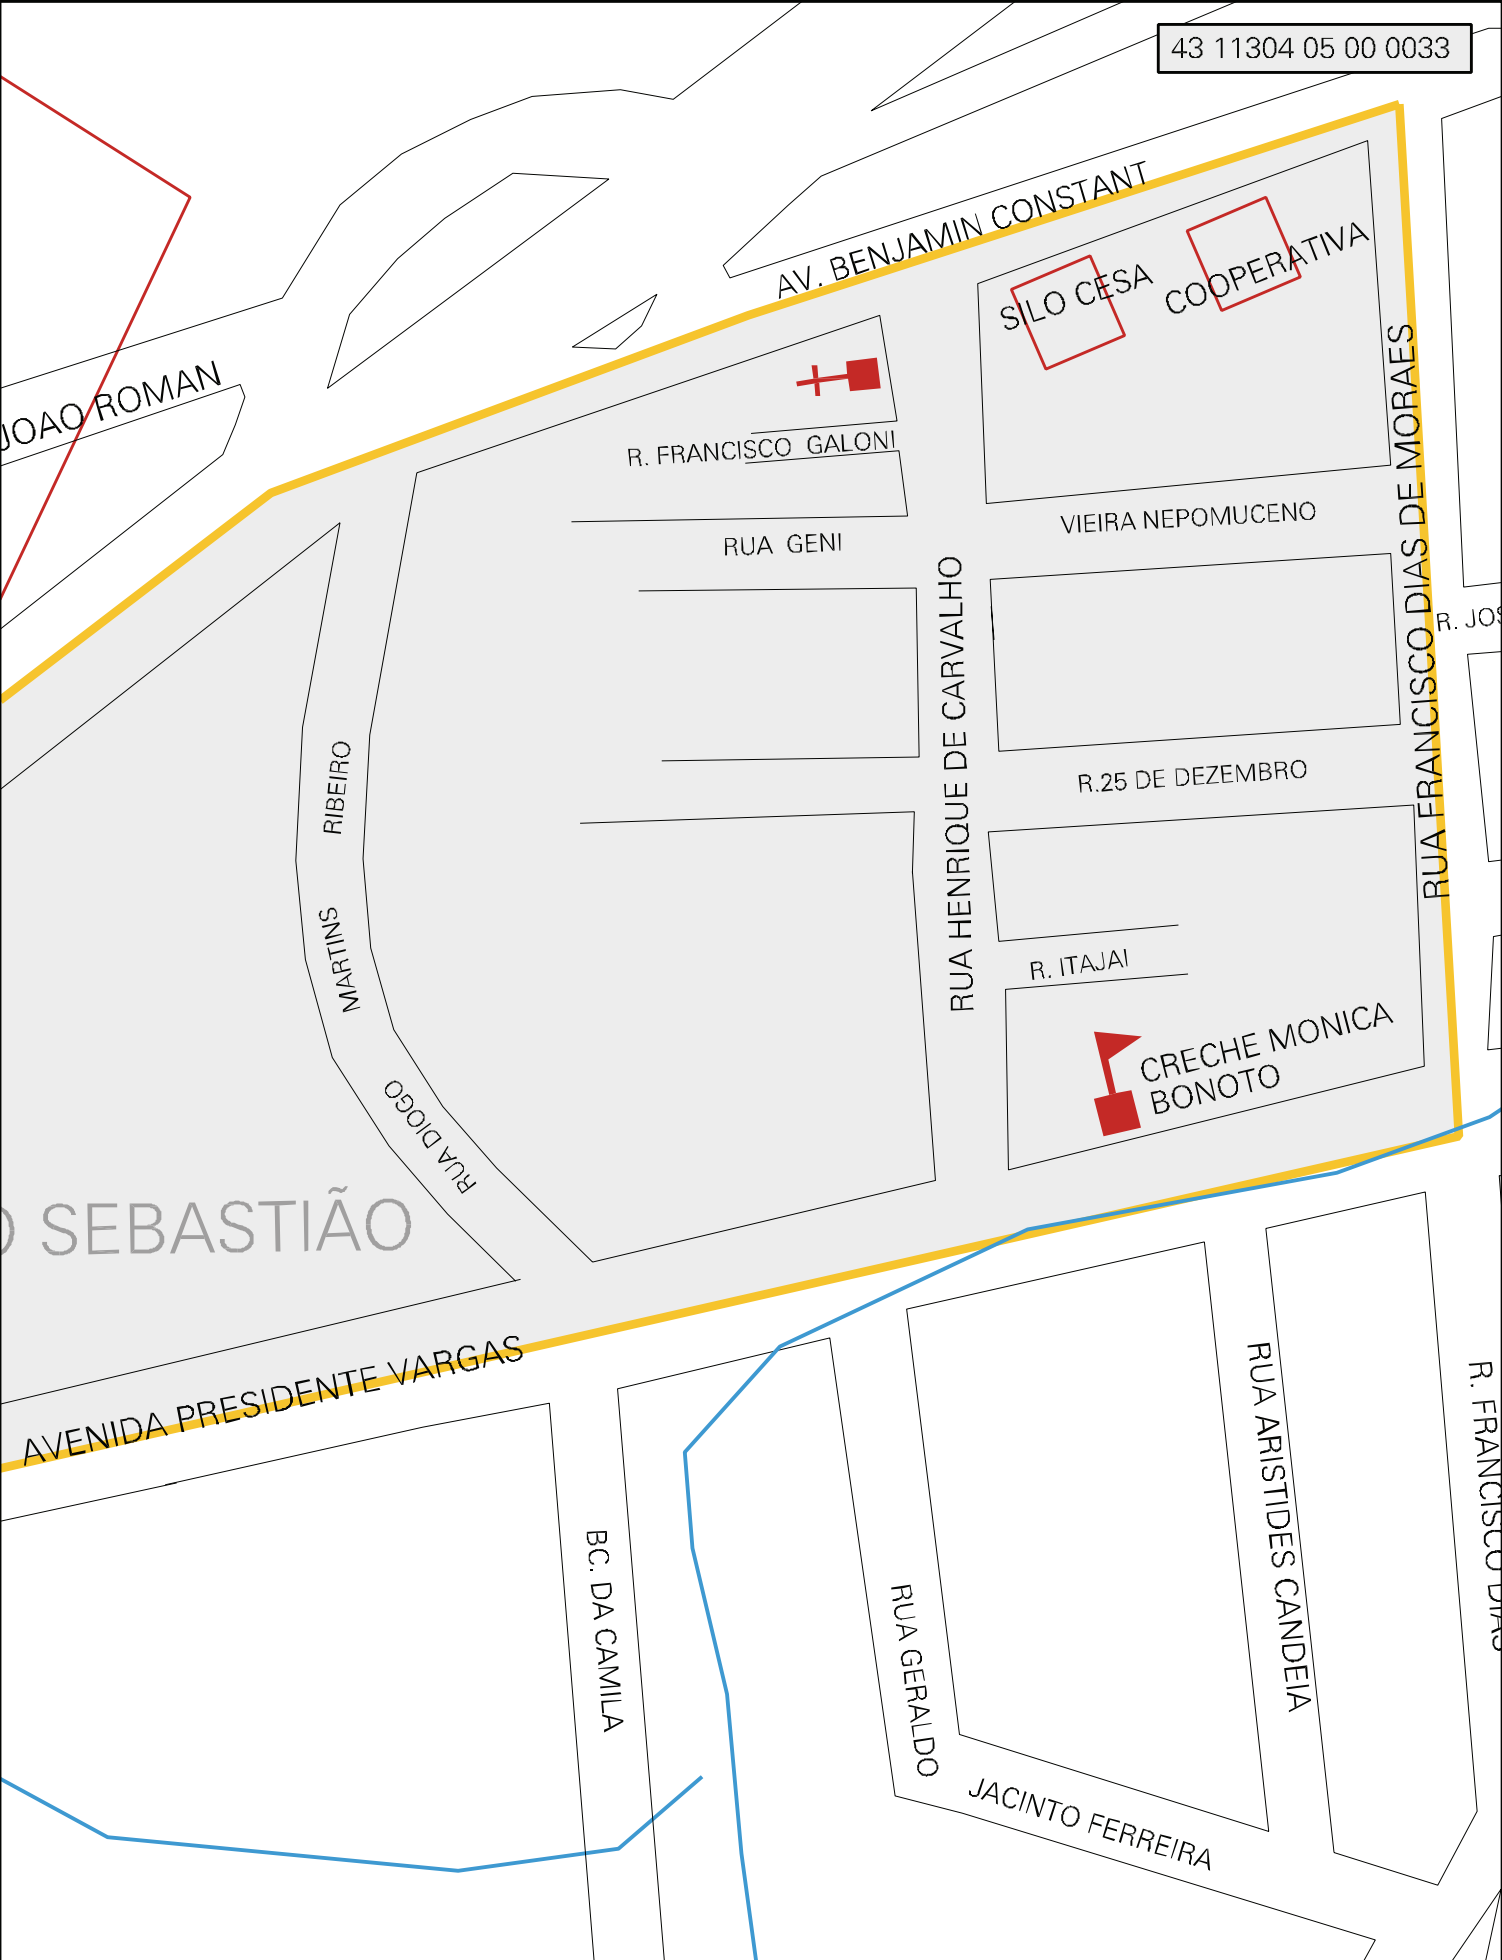 43 11304 05 00 0033
AV. BENJAMIN CONSTANT
SILO CESA
COOPERATIVA
JOAO ROMAN
R. FRANCISCO GALONI
RUA GENI
VIEIRA NEPOMUCENO
RUA FRANCISCO DIAS DE MORAES
R. JOS
RUA HENRIQUE DE CARVALHO
R.25 DE DEZEMBRO
R. ITAJAI
CRECHE MONICA
BONOTO
RUA DIOGO MARTINS RIBEIRO
O SEBASTIÃO
AVENIDA PRESIDENTE VARGAS
BC. DA CAMILA
RUA GERALDO
JACINTO FERREIRA
RUA ARISTIDES CANDEIA
R. FRANCISCO DIAS